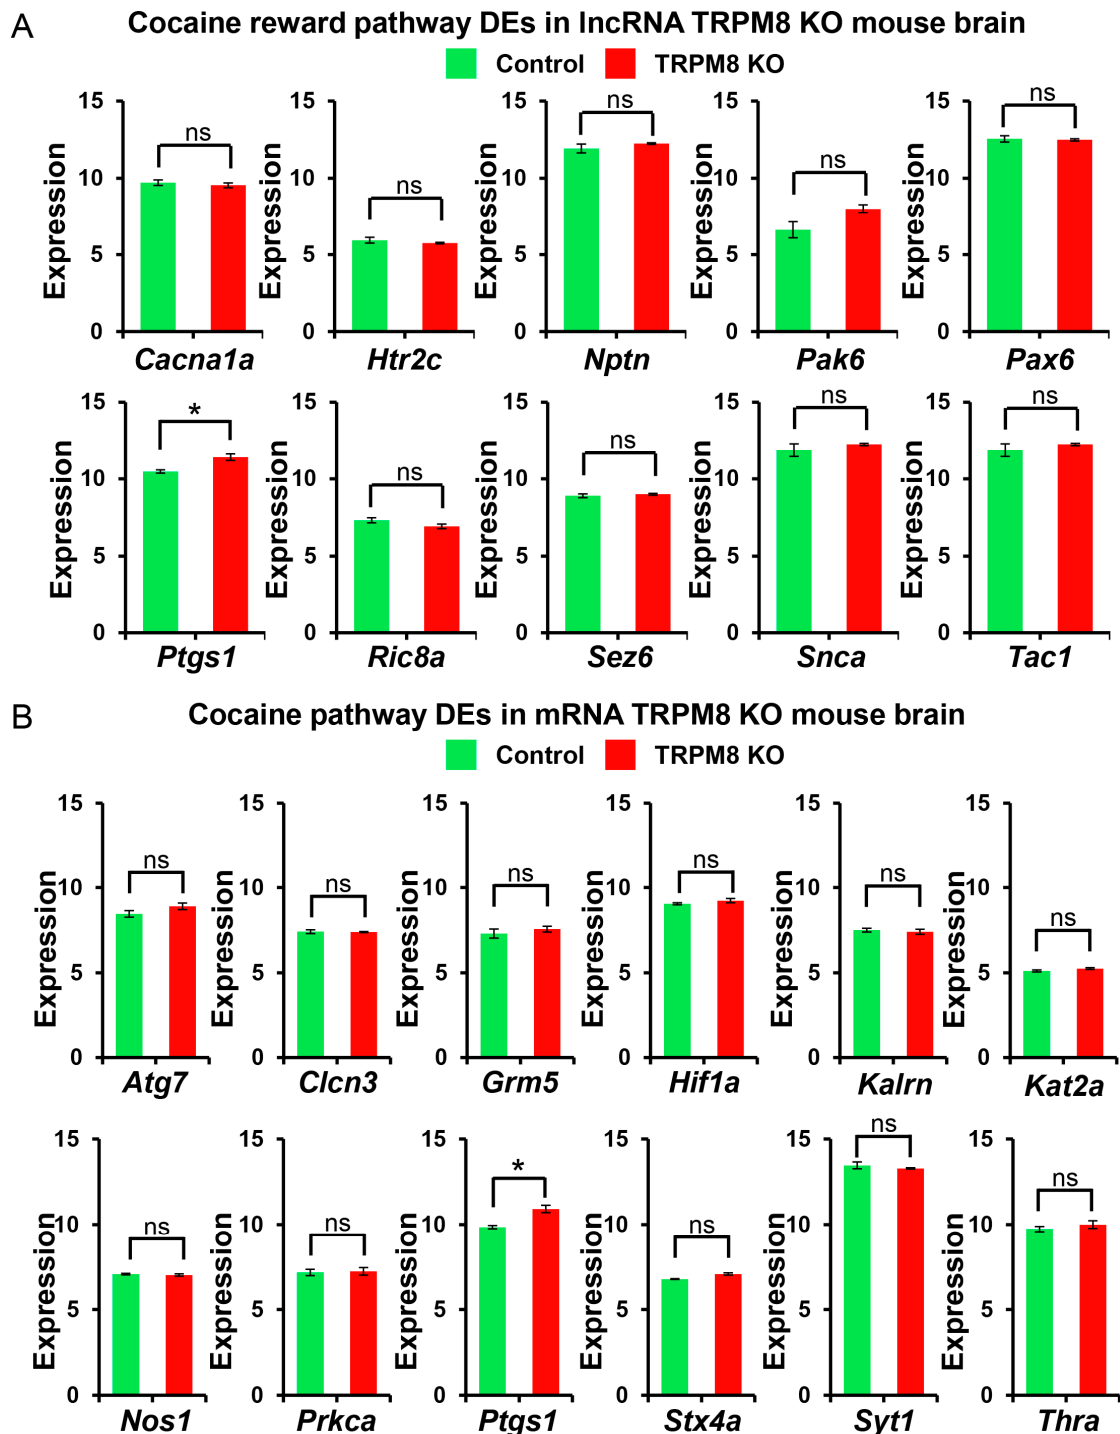 A
Cocaine reward pathway DEs in lncRNA TRPM8 KO mouse brain
Control TRPM8 KO
15 10 5 0 Expression ns Cacna1a
15 10 5 0 Expression ns Htr2c
15 10 5 0 Expression ns Nptn
15 10 5 0 Expression ns Pak6
15 10 5 0 Expression ns Pax6
15 10 5 0 Expression * Ptgs1
15 10 5 0 Expression ns Ric8a
15 10 5 0 Expression ns Sez6
15 10 5 0 Expression ns Snca
15 10 5 0 Expression ns Tac1
B
Cocaine pathway DEs in mRNA TRPM8 KO mouse brain
Control TRPM8 KO
15 10 5 0 Expression ns Atg7
15 10 5 0 Expression ns Clcn3
15 10 5 0 Expression ns Grm5
15 10 5 0 Expression ns Hif1a
15 10 5 0 Expression ns Kalrn
15 10 5 0 Expression ns Kat2a
15 10 5 0 Expression ns Nos1
15 10 5 0 Expression ns Prkca
15 10 5 0 Expression * Ptgs1
15 10 5 0 Expression ns Stx4a
15 10 5 0 Expression ns Syt1
15 10 5 0 Expression ns Thra